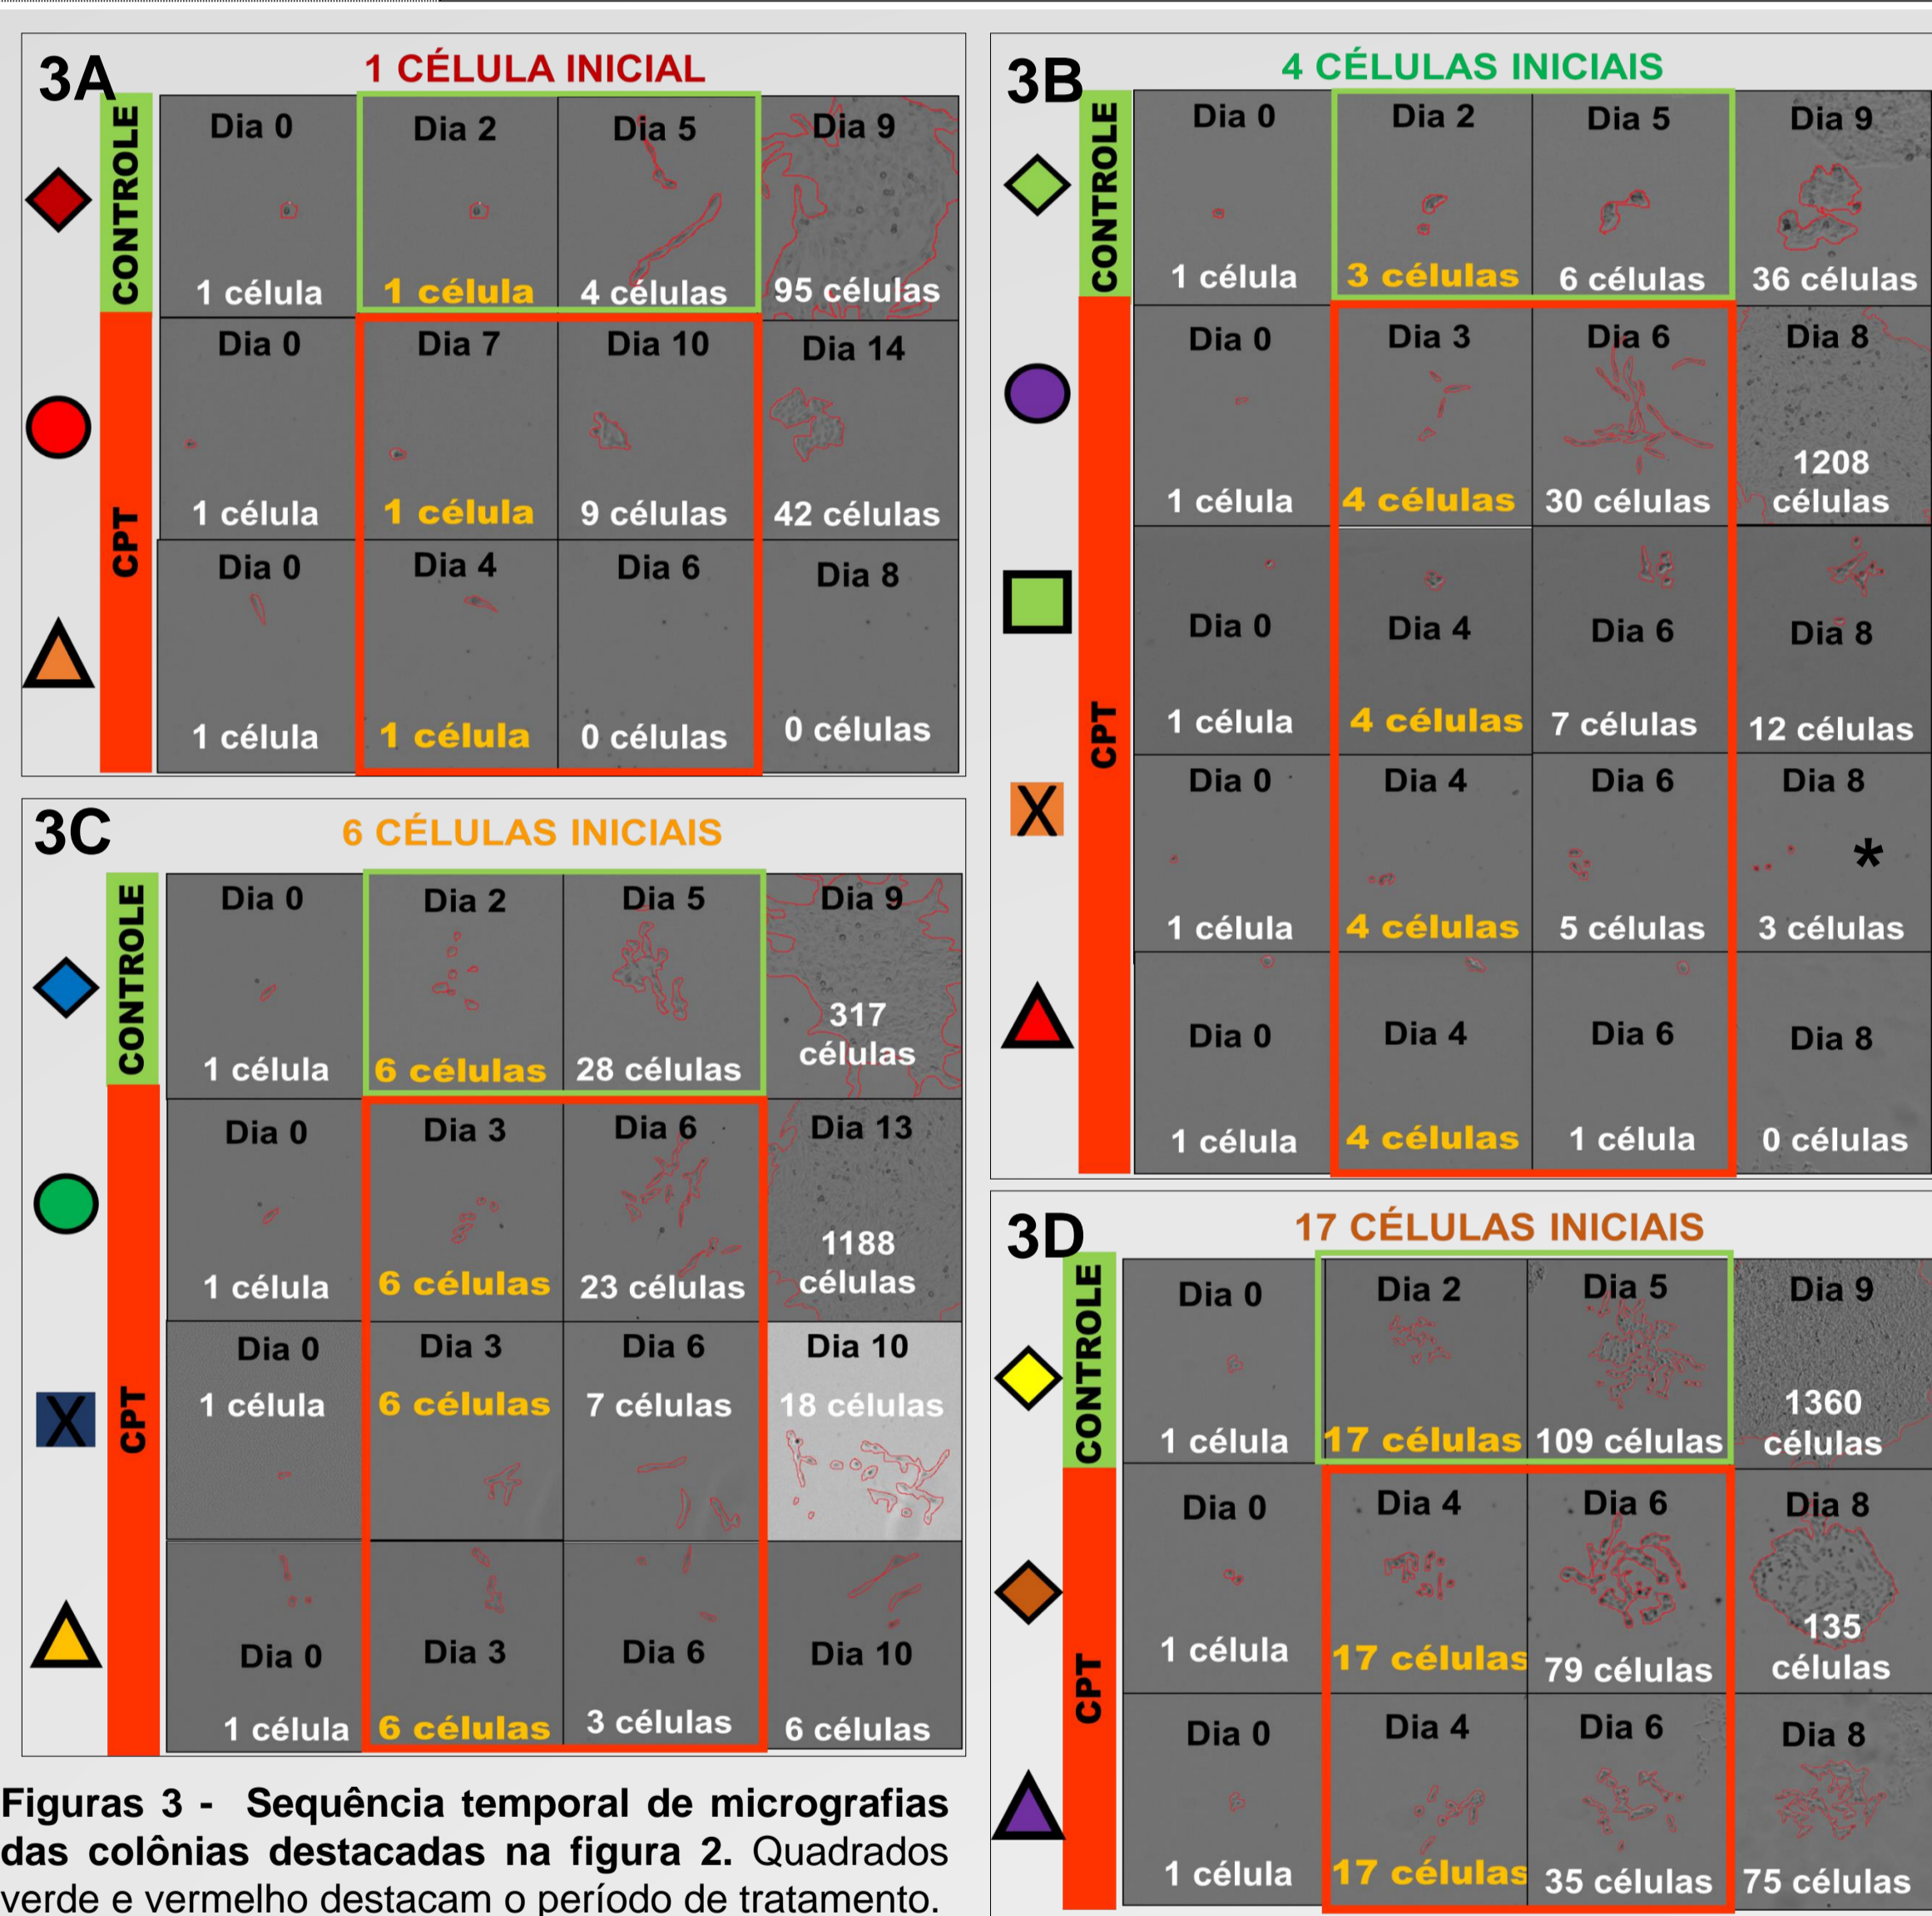 3A
1 CÉLULA INICIAL
CONTROLE
Dia 0
Dia 2
Dia 5
Dia 9
1 célula
1 célula
4 células
95 células
CPT
Dia 0
Dia 7
Dia 10
Dia 14
1 célula
1 célula
9 células
42 células
Dia 0
Dia 4
Dia 6
Dia 8
1 célula
1 célula
0 células
0 células
3B
4 CÉLULAS INICIAIS
CONTROLE
Dia 0
Dia 2
Dia 5
Dia 9
1 célula
3 células
6 células
36 células
CPT
Dia 0
Dia 3
Dia 6
Dia 8
1 célula
4 células
30 células
1208
células
Dia 0
Dia 4
Dia 6
Dia 8
1 célula
4 células
7 células
12 células
X
Dia 0
Dia 4
Dia 6
Dia 8
*
1 célula
4 células
5 células
3 células
Dia 0
Dia 4
Dia 6
Dia 8
1 célula
4 células
1 célula
0 células
3C
6 CÉLULAS INICIAIS
CONTROLE
Dia 0
Dia 2
Dia 5
Dia 9
1 célula
6 células
28 células
317
células
CPT
Dia 0
Dia 3
Dia 6
Dia 13
1 célula
6 células
23 células
1188
células
X
Dia 0
Dia 3
Dia 6
Dia 10
1 célula
6 células
7 células
18 células
Dia 0
Dia 3
Dia 6
Dia 10
1 célula
6 células
3 células
6 células
3D
17 CÉLULAS INICIAIS
CONTROLE
Dia 0
Dia 2
Dia 5
Dia 9
1 célula
17 células
109 células
1360
células
CPT
Dia 0
Dia 4
Dia 6
Dia 8
1 célula
17 células
79 células
135
células
Dia 0
Dia 4
Dia 6
Dia 8
1 célula
17 células
35 células
75 células
Figuras 3 - Sequência temporal de micrografias
das colônias destacadas na figura 2. Quadrados
verde e vermelho destacam o período de tratamento.